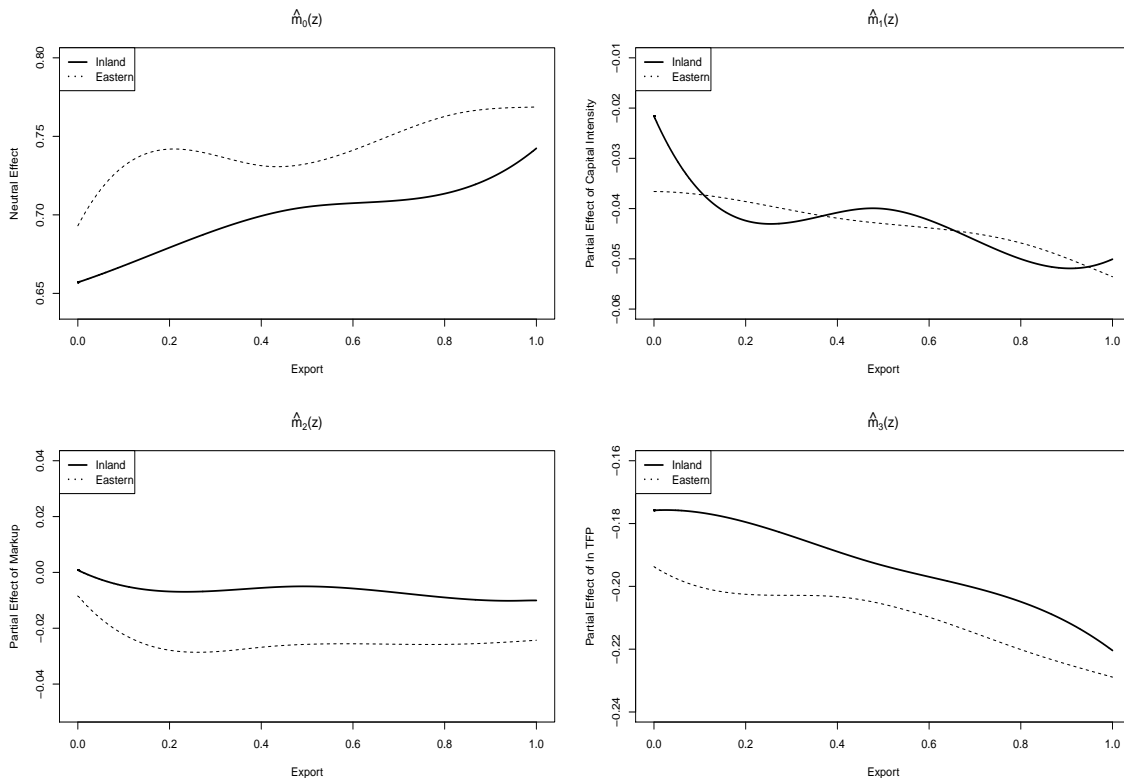 m̂₀(z)
Inland
Eastern
Neutral Effect
0.65 0.70 0.75 0.80
0.0 0.2 0.4 0.6 0.8 1.0
Export
m̂₁(z)
Inland
Eastern
Partial Effect of Capital Intensity
−0.06 −0.05 −0.04 −0.03 −0.02 −0.01
0.0 0.2 0.4 0.6 0.8 1.0
Export
m̂₂(z)
Inland
Eastern
Partial Effect of Markup
−0.04 −0.02 0.00 0.02 0.04
0.0 0.2 0.4 0.6 0.8 1.0
Export
m̂₃(z)
Inland
Eastern
Partial Effect of ln TFP
−0.24 −0.22 −0.20 −0.18 −0.16
0.0 0.2 0.4 0.6 0.8 1.0
Export